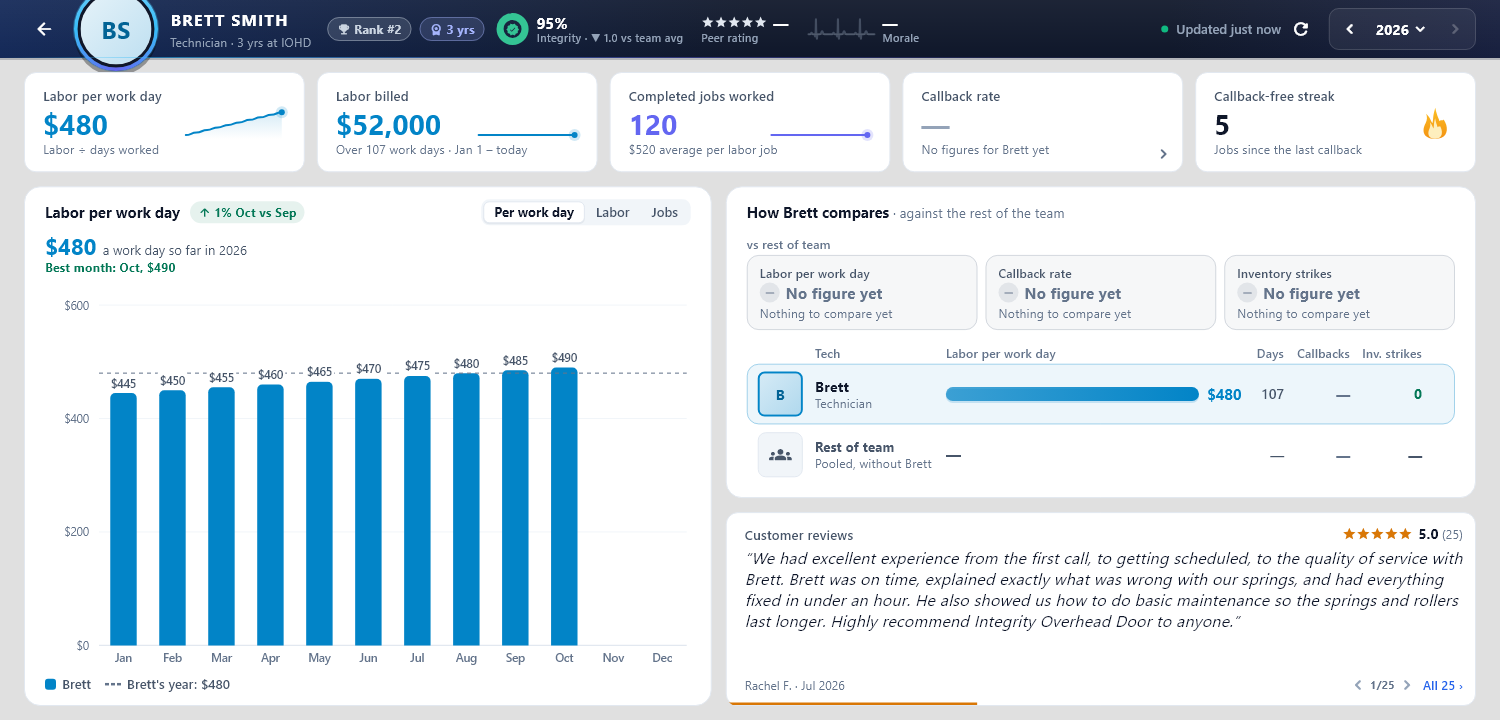 BS
BRETT SMITH
Technician · 3 yrs at IOHD
Rank #2
3 yrs
95%
Integrity · ▼ 1.0 vs team avg
★★★★★ —
Peer rating
—
Morale
Updated just now
2026
Labor per work day
$480
Labor ÷ days worked
Labor billed
$52,000
Over 107 work days · Jan 1 – today
Completed jobs worked
120
$520 average per labor job
Callback rate
—
No figures for Brett yet
Callback-free streak
5
Jobs since the last callback
Labor per work day
↑ 1% Oct vs Sep
Per work day Labor Jobs
$480 a work day so far in 2026
Best month: Oct, $490
$600
$400
$200
$0
$445 $450 $455 $460 $465 $470 $475 $480 $485 $490
Jan Feb Mar Apr May Jun Jul Aug Sep Oct Nov Dec
Brett
Brett's year: $480
How Brett compares · against the rest of the team
vs rest of team
Labor per work day
– No figure yet
Nothing to compare yet
Callback rate
– No figure yet
Nothing to compare yet
Inventory strikes
– No figure yet
Nothing to compare yet
Tech Labor per work day Days Callbacks Inv. strikes
B
Brett
Technician
$480 107 — 0
Rest of team
Pooled, without Brett
— — — —
Customer reviews
★★★★★ 5.0 (25)
“We had excellent experience from the first call, to getting scheduled, to the quality of service with
Brett. Brett was on time, explained exactly what was wrong with our springs, and had everything
fixed in under an hour. He also showed us how to do basic maintenance so the springs and rollers
last longer. Highly recommend Integrity Overhead Door to anyone.”
Rachel F. · Jul 2026
1/25
All 25 ›